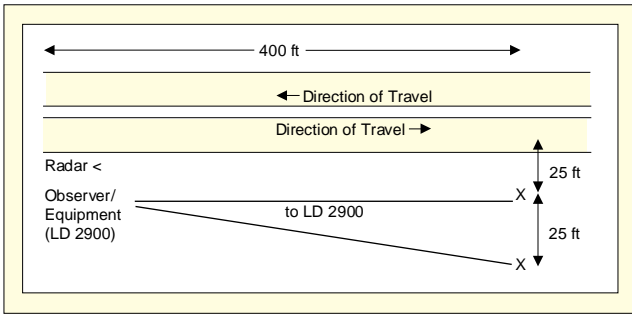 400 ft
Direction of Travel
Direction of Travel
Radar <
25 ft
Observer/
Equipment
(LD 2900)
X
to LD 2900
25 ft
X